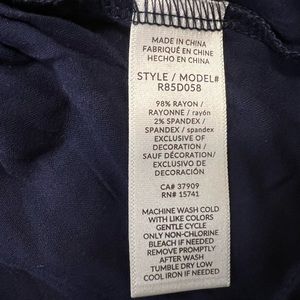 MADE IN CHINA
FABRIQUÉ EN CHINE
HECHO EN CHINA
STYLE / MODEL#
R85D058
98% RAYON /
RAYONNE / rayón
2% SPANDEX /
SPANDEX / spandex
EXCLUSIVE OF
DECORATION /
SAUF DÉCORATION/
EXCLUSIVO DE
DECORACIÓN
CA# 37909
RN# 15741
MACHINE WASH COLD
WITH LIKE COLORS
GENTLE CYCLE
ONLY NON-CHLORINE
BLEACH IF NEEDED
REMOVE PROMPTLY
AFTER WASH
TUMBLE DRY LOW
COOL IRON IF NEEDED